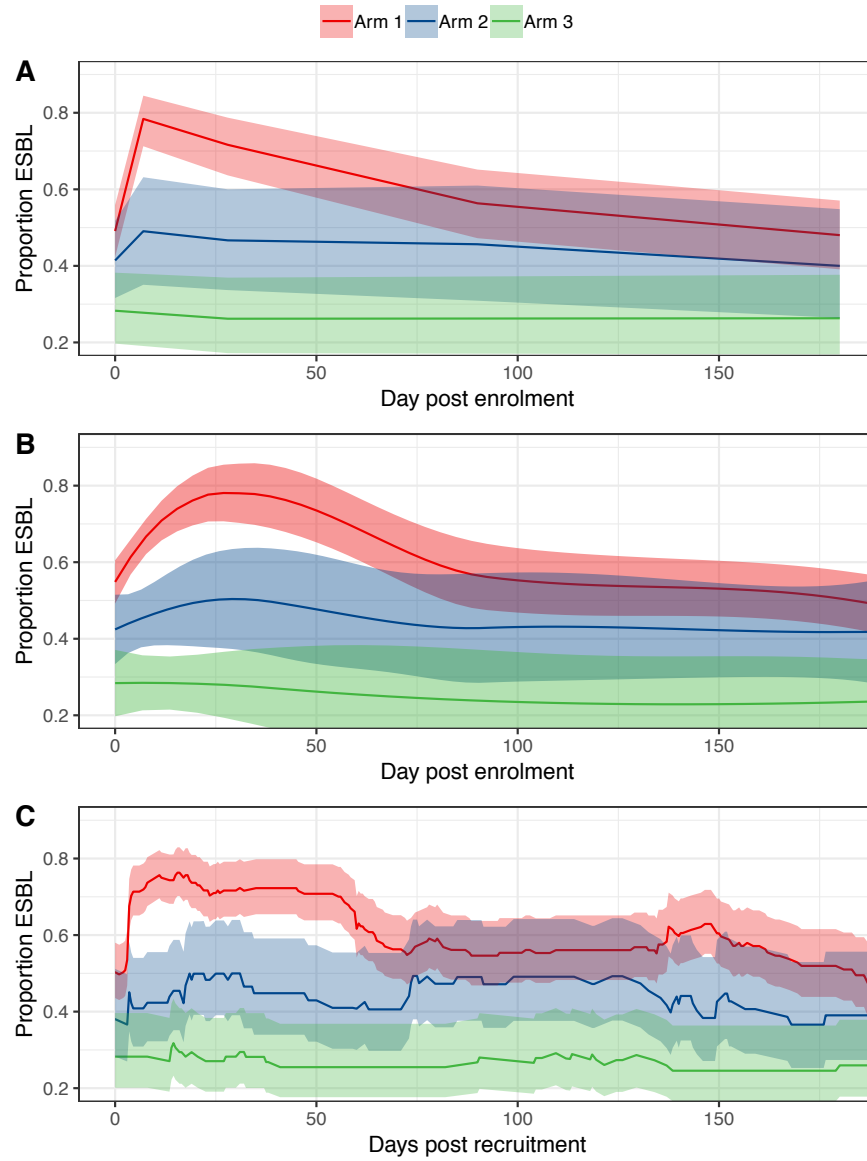 Arm 1 Arm 2 Arm 3
A
Proportion ESBL
0.8
0.6
0.4
0.2
0 50 100 150
Day post enrolment
B
Proportion ESBL
0.8
0.6
0.4
0.2
0 50 100 150
Day post enrolment
C
Proportion ESBL
0.8
0.6
0.4
0.2
0 50 100 150
Days post recruitment